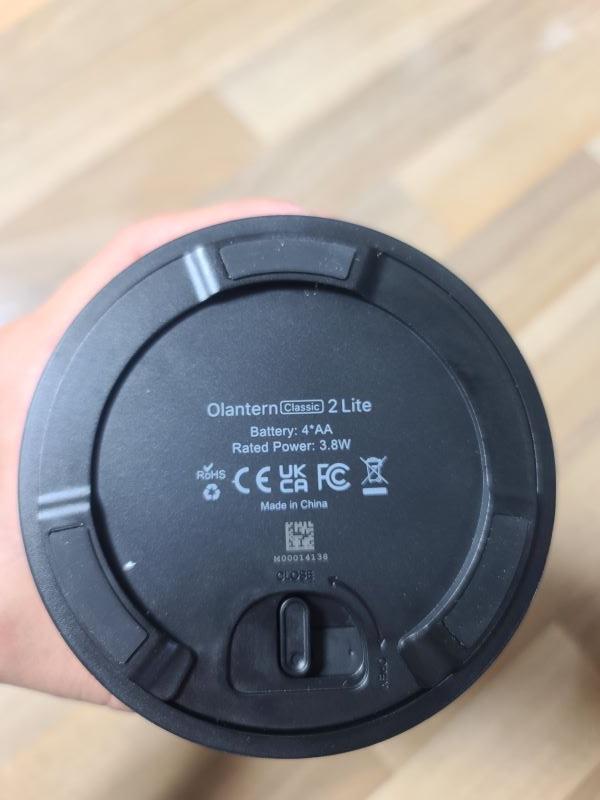 Olantern Classic 2 Lite
Battery: 4*AA
Rated Power: 3.8W
RoHS CE UK CA FC
Made in China
M00014138
CLOSE
OPEN